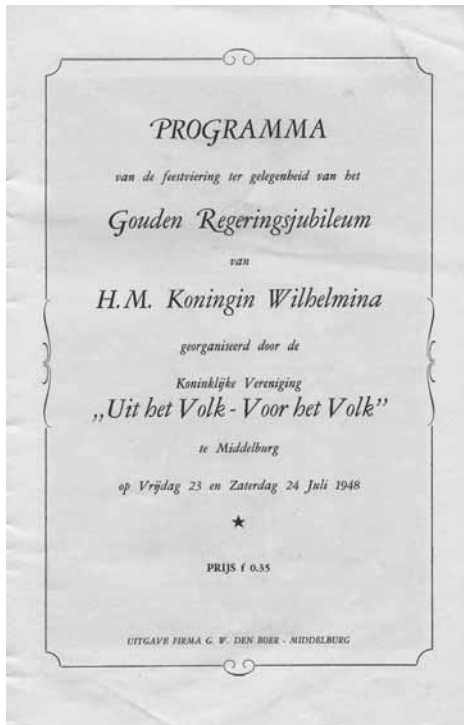 PROGRAMMA
van de feestviering ter gelegenheid van het
Gouden Regeringsjubileum
van
H.M. Koningin Wilhelmina
georganiseerd door de
Koninklijke Vereniging
„Uit het Volk - Voor het Volk”
te Middelburg
op Vrijdag 23 en Zaterdag 24 Juli 1948
★
PRIJS f 0.35
UITGAVE FIRMA G. W. DEN BOER - MIDDELBURG